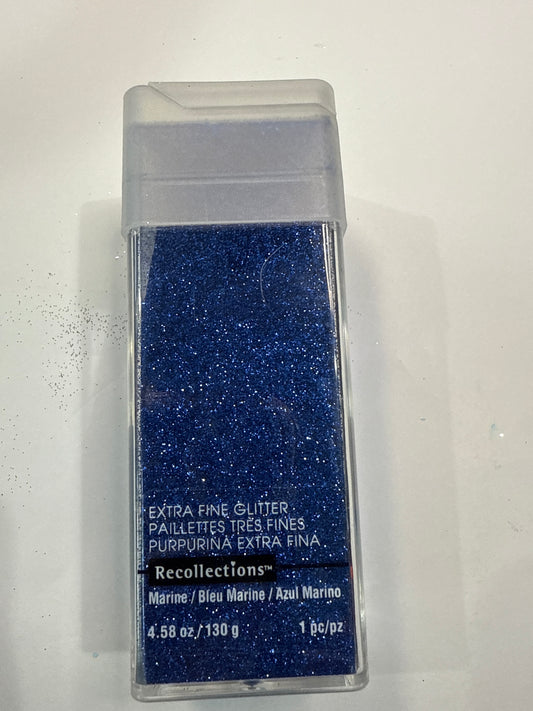 EXTRA FINE GLITTER
PAILLETTES TRÈS FINES
PURPURINA EXTRA FINA
Recollections™
Marine / Bleu Marine / Azul Marino
4.58 oz / 130 g 1 pc/pz